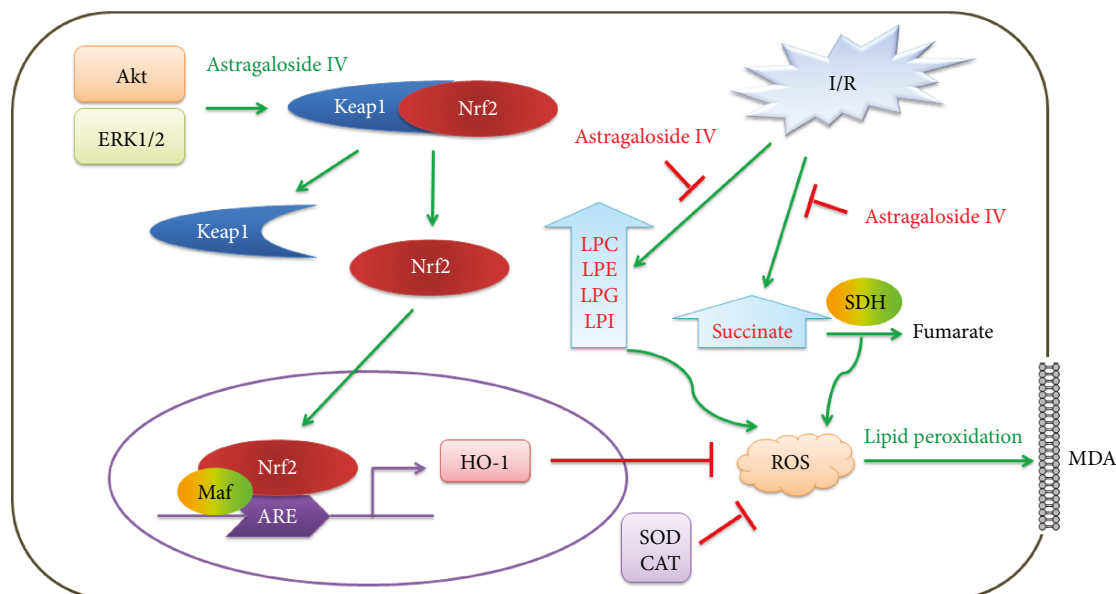 Akt
ERK1/2
Astragaloside IV
Keap1
Nrf2
Keap1
Nrf2
Nrf2
Maf
ARE
HO-1
I/R
Astragaloside IV
Astragaloside IV
LPC
LPE
LPG
LPI
Succinate
SDH
Fumarate
ROS
Lipid peroxidation
MDA
SOD
CAT